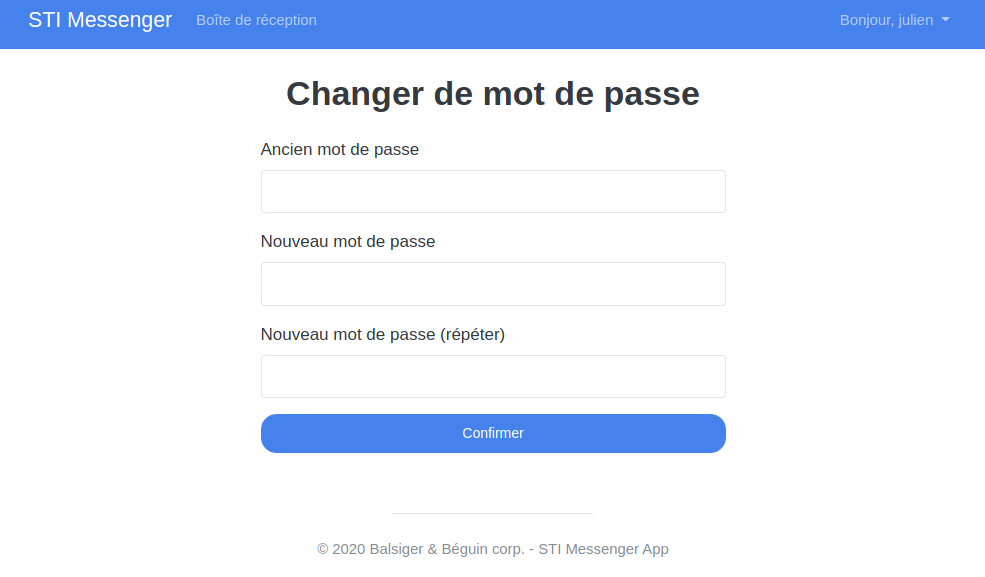 STI Messenger Boîte de réception Bonjour, julien
Changer de mot de passe
Ancien mot de passe
Nouveau mot de passe
Nouveau mot de passe (répéter)
Confirmer
© 2020 Balsiger & Béguin corp. - STI Messenger App